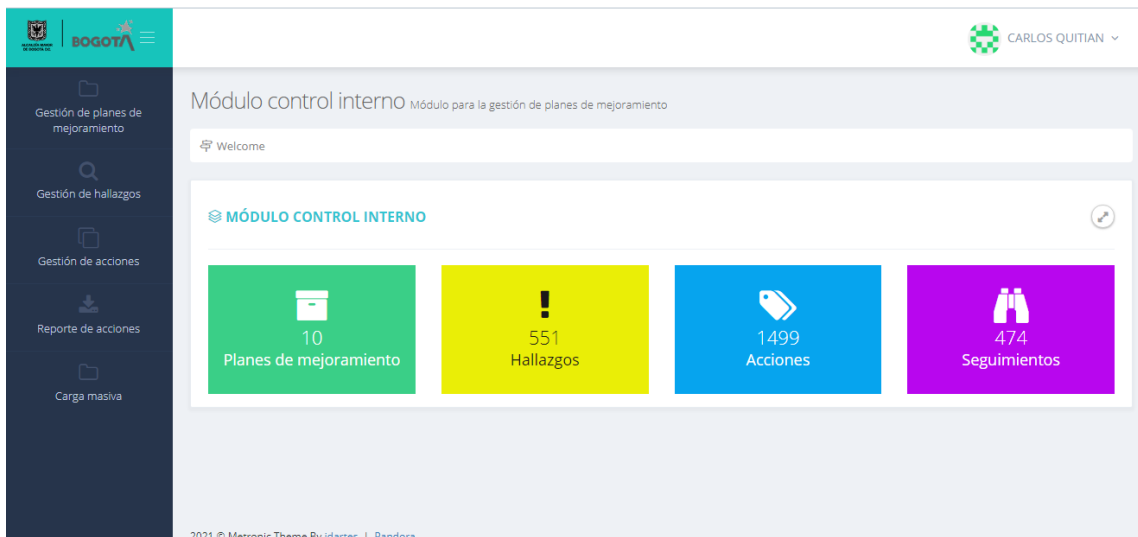 BOGOTÁ
CARLOS QUITIAN
Gestión de planes de
mejoramiento
Gestión de hallazgos
Gestión de acciones
Reporte de acciones
Carga masiva
Módulo control interno Módulo para la gestión de planes de mejoramiento
Welcome
MÓDULO CONTROL INTERNO
10
Planes de mejoramiento
551
Hallazgos
1499
Acciones
474
Seguimientos
2021 © Metronic Theme By idartes | Pandora